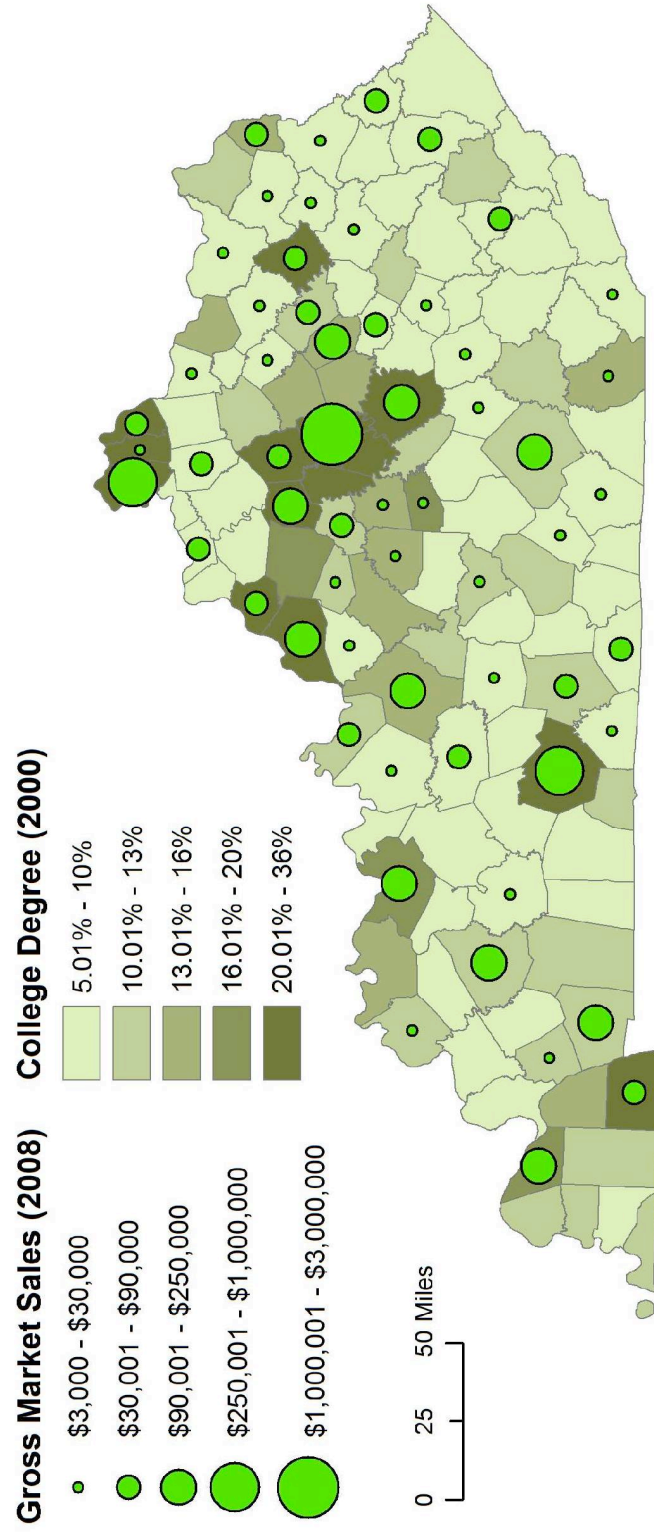 Gross Market Sales (2008)
$3,000 - $30,000
$30,001 - $90,000
$90,001 - $250,000
$250,001 - $1,000,000
$1,000,001 - $3,000,000
College Degree (2000)
5.01% - 10%
10.01% - 13%
13.01% - 16%
16.01% - 20%
20.01% - 36%
0 25 50 Miles